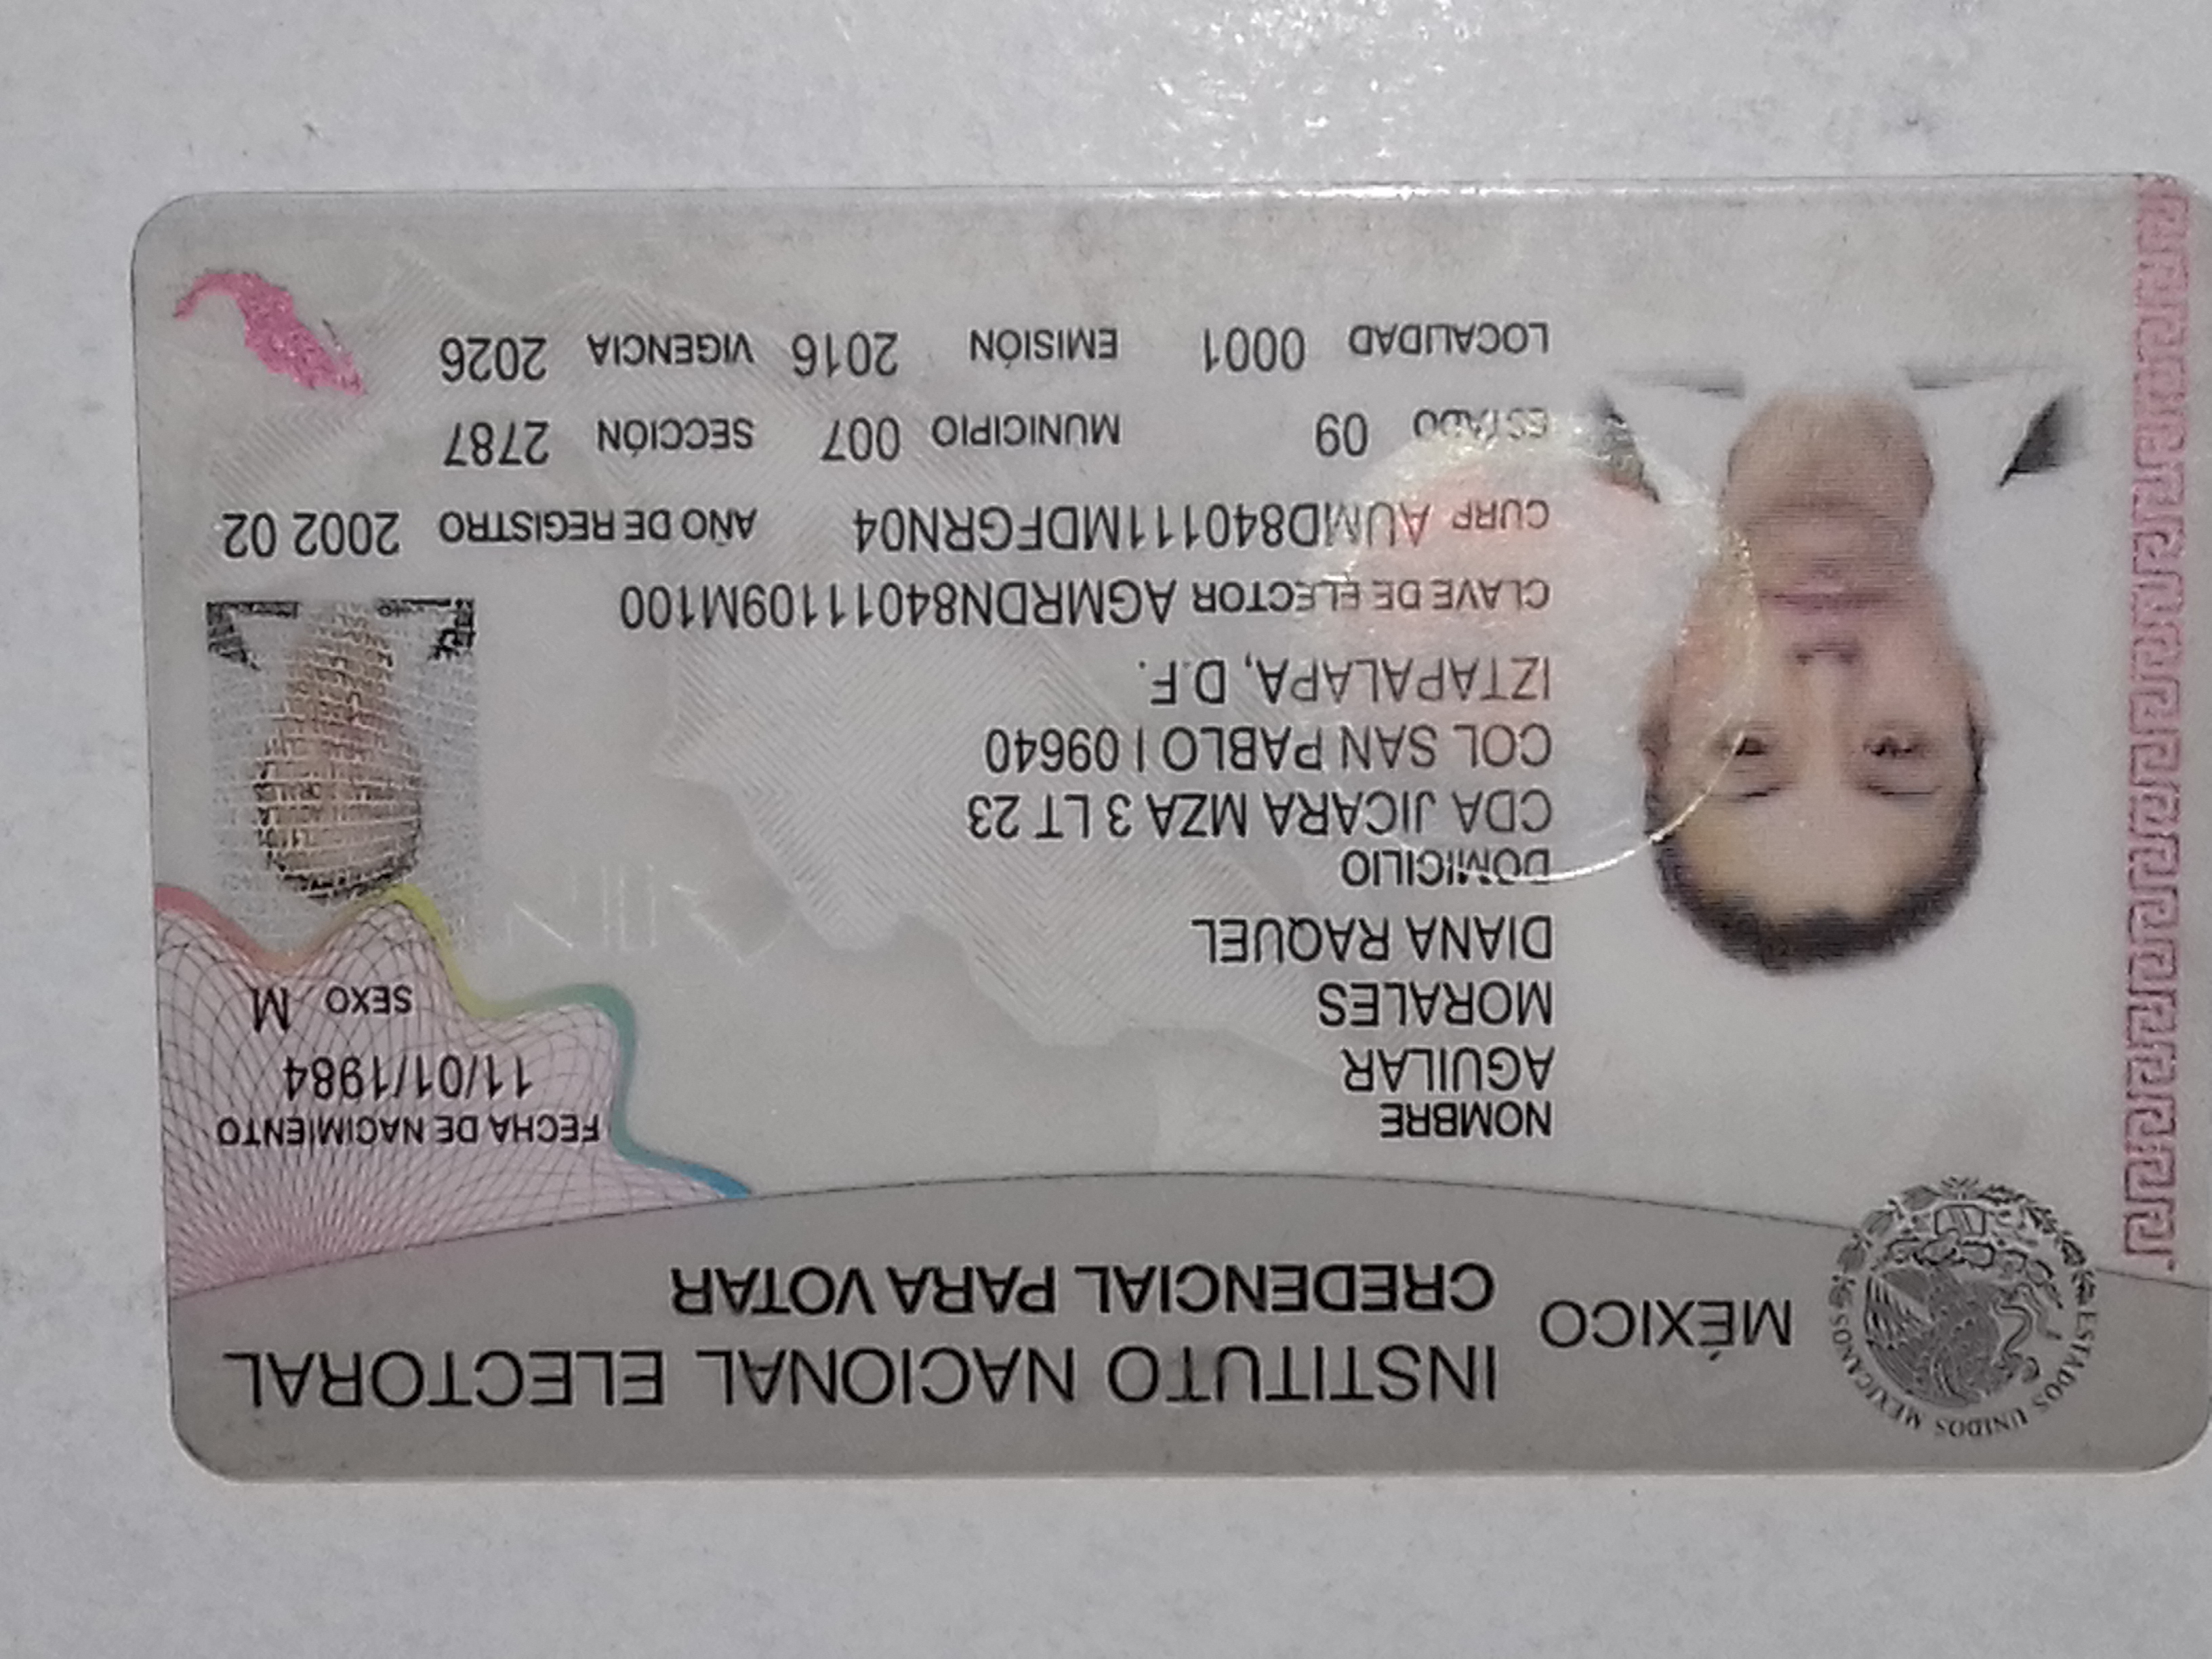 MÉXICO
INSTITUTO NACIONAL ELECTORAL
CREDENCIAL PARA VOTAR
ESTADOS UNIDOS MEXICANOS
NOMBRE
AGUILAR
MORALES
DIANA RAQUEL
FECHA DE NACIMIENTO
11/01/1984
SEXO M
DOMICILIO
CDA JICARA MZA 3 LT 23
COL SAN PABLO I 09640
IZTAPALAPA, D.F.
CLAVE DE ELECTOR AGMRDN84011109M100
CURP AUMD840111MDFGRN04 AÑO DE REGISTRO 2002 02
ESTADO 09 MUNICIPIO 007 SECCIÓN 2787
LOCALIDAD 0001 EMISIÓN 2016 VIGENCIA 2026